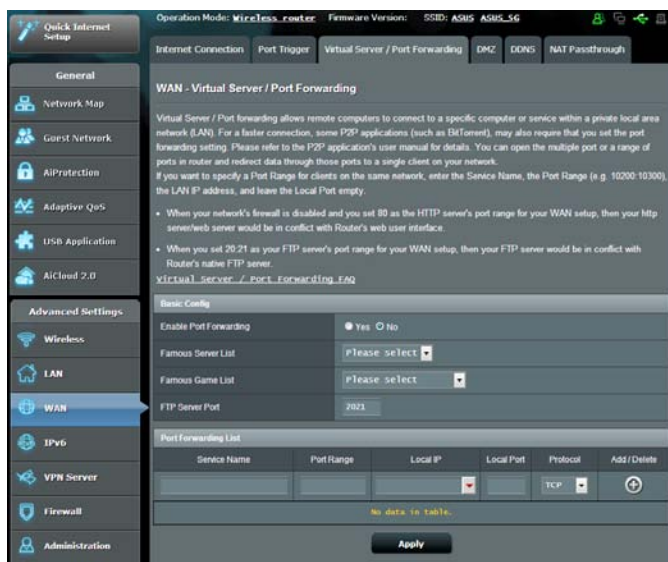 Quick Internet
Setup
Operation Mode: Wireless router Firmware Version: SSID: ASUS ASUS_5G
Internet Connection
Port Trigger
Virtual Server / Port Forwarding
DMZ
DDNS
NAT Passthrough
General
Network Map
Guest Network
AiProtection
Adaptive QoS
USB Application
AiCloud 2.0
Advanced Settings
Wireless
LAN
WAN
IPv6
VPN Server
Firewall
Administration
WAN - Virtual Server / Port Forwarding
Virtual Server / Port forwarding allows remote computers to connect to a specific computer or service within a private local area
network (LAN). For a faster connection, some P2P applications (such as BitTorrent), may also require that you set the port
forwarding setting. Please refer to the P2P application's user manual for details. You can open the multiple port or a range of
ports in router and redirect data through those ports to a single client on your network.
If you want to specify a Port Range for clients on the same network, enter the Service Name, the Port Range (e.g. 10200:10300),
the LAN IP address, and leave the Local Port empty.
• When your network's firewall is disabled and you set 80 as the HTTP server's port range for your WAN setup, then your http
server/web server would be in conflict with Router's web user interface.
• When you set 20:21 as your FTP server's port range for your WAN setup, then your FTP server would be in conflict with
Router's native FTP server.
Virtual Server / Port Forwarding FAQ
Basic Config
Enable Port Forwarding Yes No
Famous Server List Please select
Famous Game List Please select
FTP Server Port 2021
Port Forwarding List
Service Name Port Range Local IP Local Port Protocol Add / Delete
TCP
No data in table.
Apply